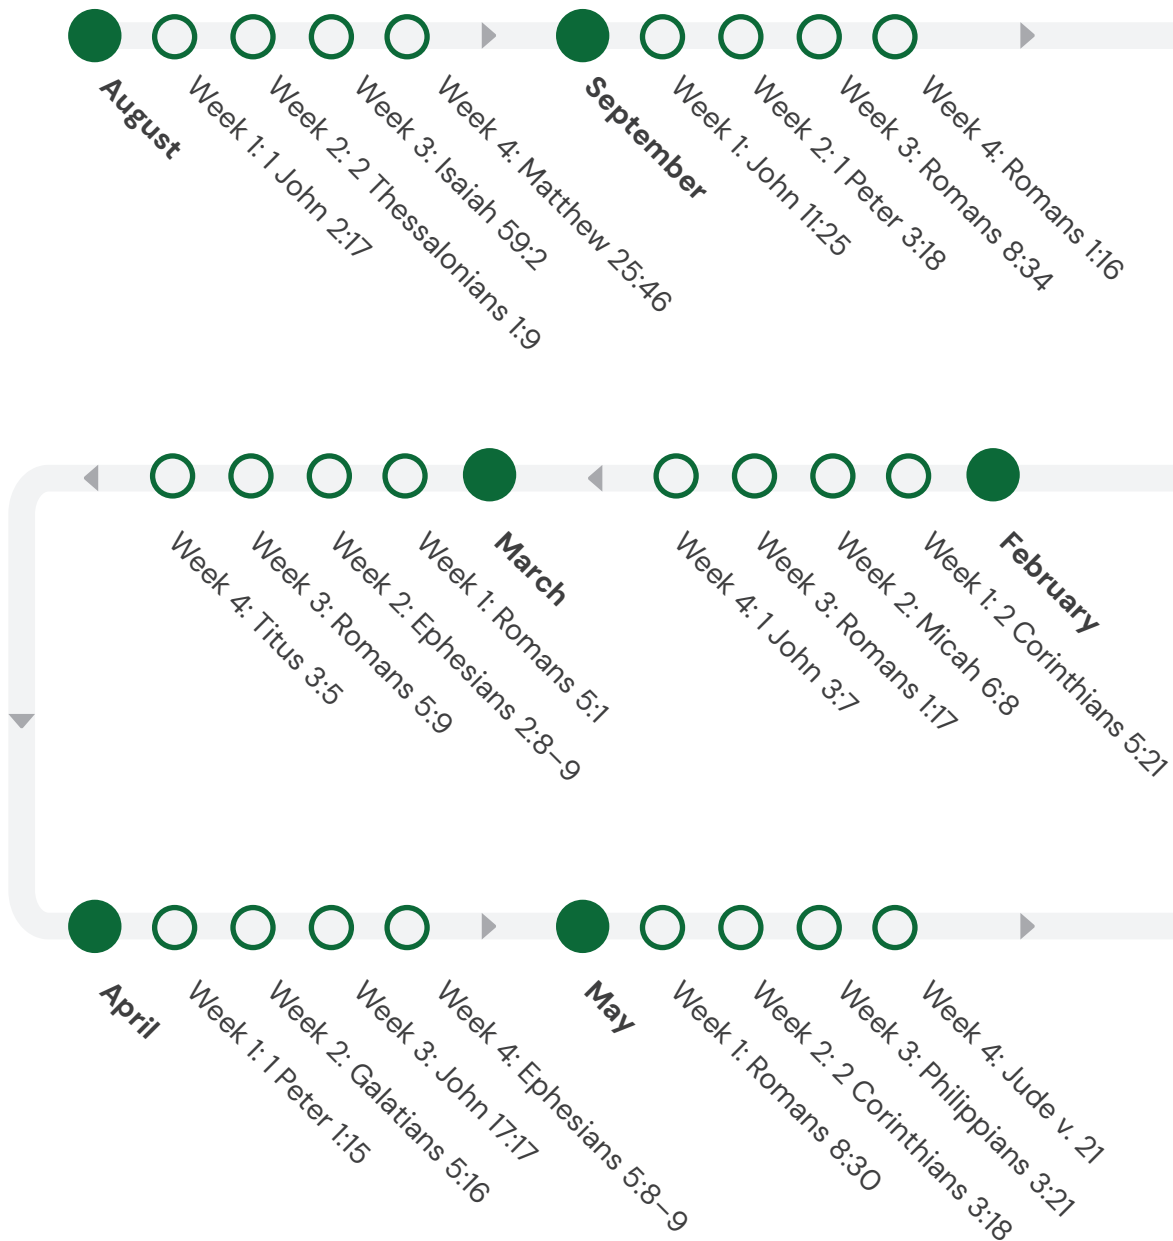 August
Week 1: 1 John 2:17
Week 2: 2 Thessalonians 1:9
Week 3: Isaiah 59:2
Week 4: Matthew 25:46
September
Week 1: John 11:25
Week 2: 1 Peter 3:18
Week 3: Romans 8:34
Week 4: Romans 1:16
Week 4: Titus 3:5
Week 3: Romans 5:9
Week 2: Ephesians 2:8–9
Week 1: Romans 5:1
March
Week 4: 1 John 3:7
Week 3: Romans 1:17
Week 2: Micah 6:8
Week 1: 2 Corinthians 5:21
February
April
Week 1: 1 Peter 1:15
Week 2: Galatians 5:16
Week 3: John 17:17
Week 4: Ephesians 5:8–9
May
Week 1: Romans 8:30
Week 2: 2 Corinthians 3:18
Week 3: Philippians 3:21
Week 4: Jude v. 21